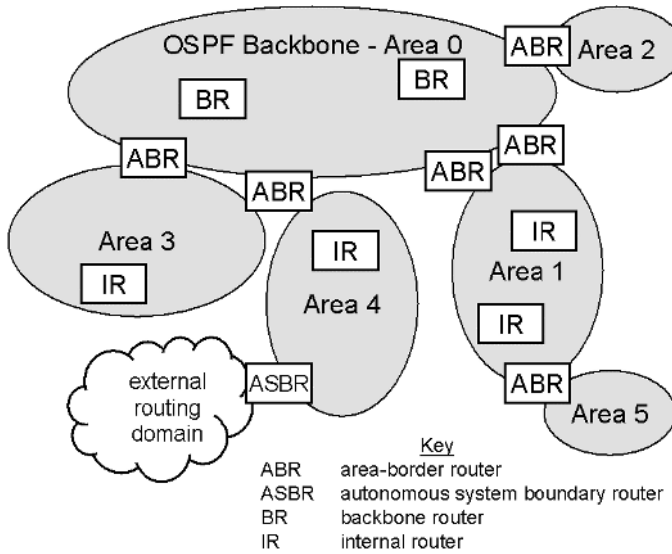 OSPF Backbone - Area 0
ABR
Area 2
BR
BR
ABR
ABR
ABR
ABR
Area 3
IR
IR
Area 4
IR
Area 1
IR
external
routing
domain
ASBR
ABR
Area 5
Key
ABR area-border router
ASBR autonomous system boundary router
BR backbone router
IR internal router